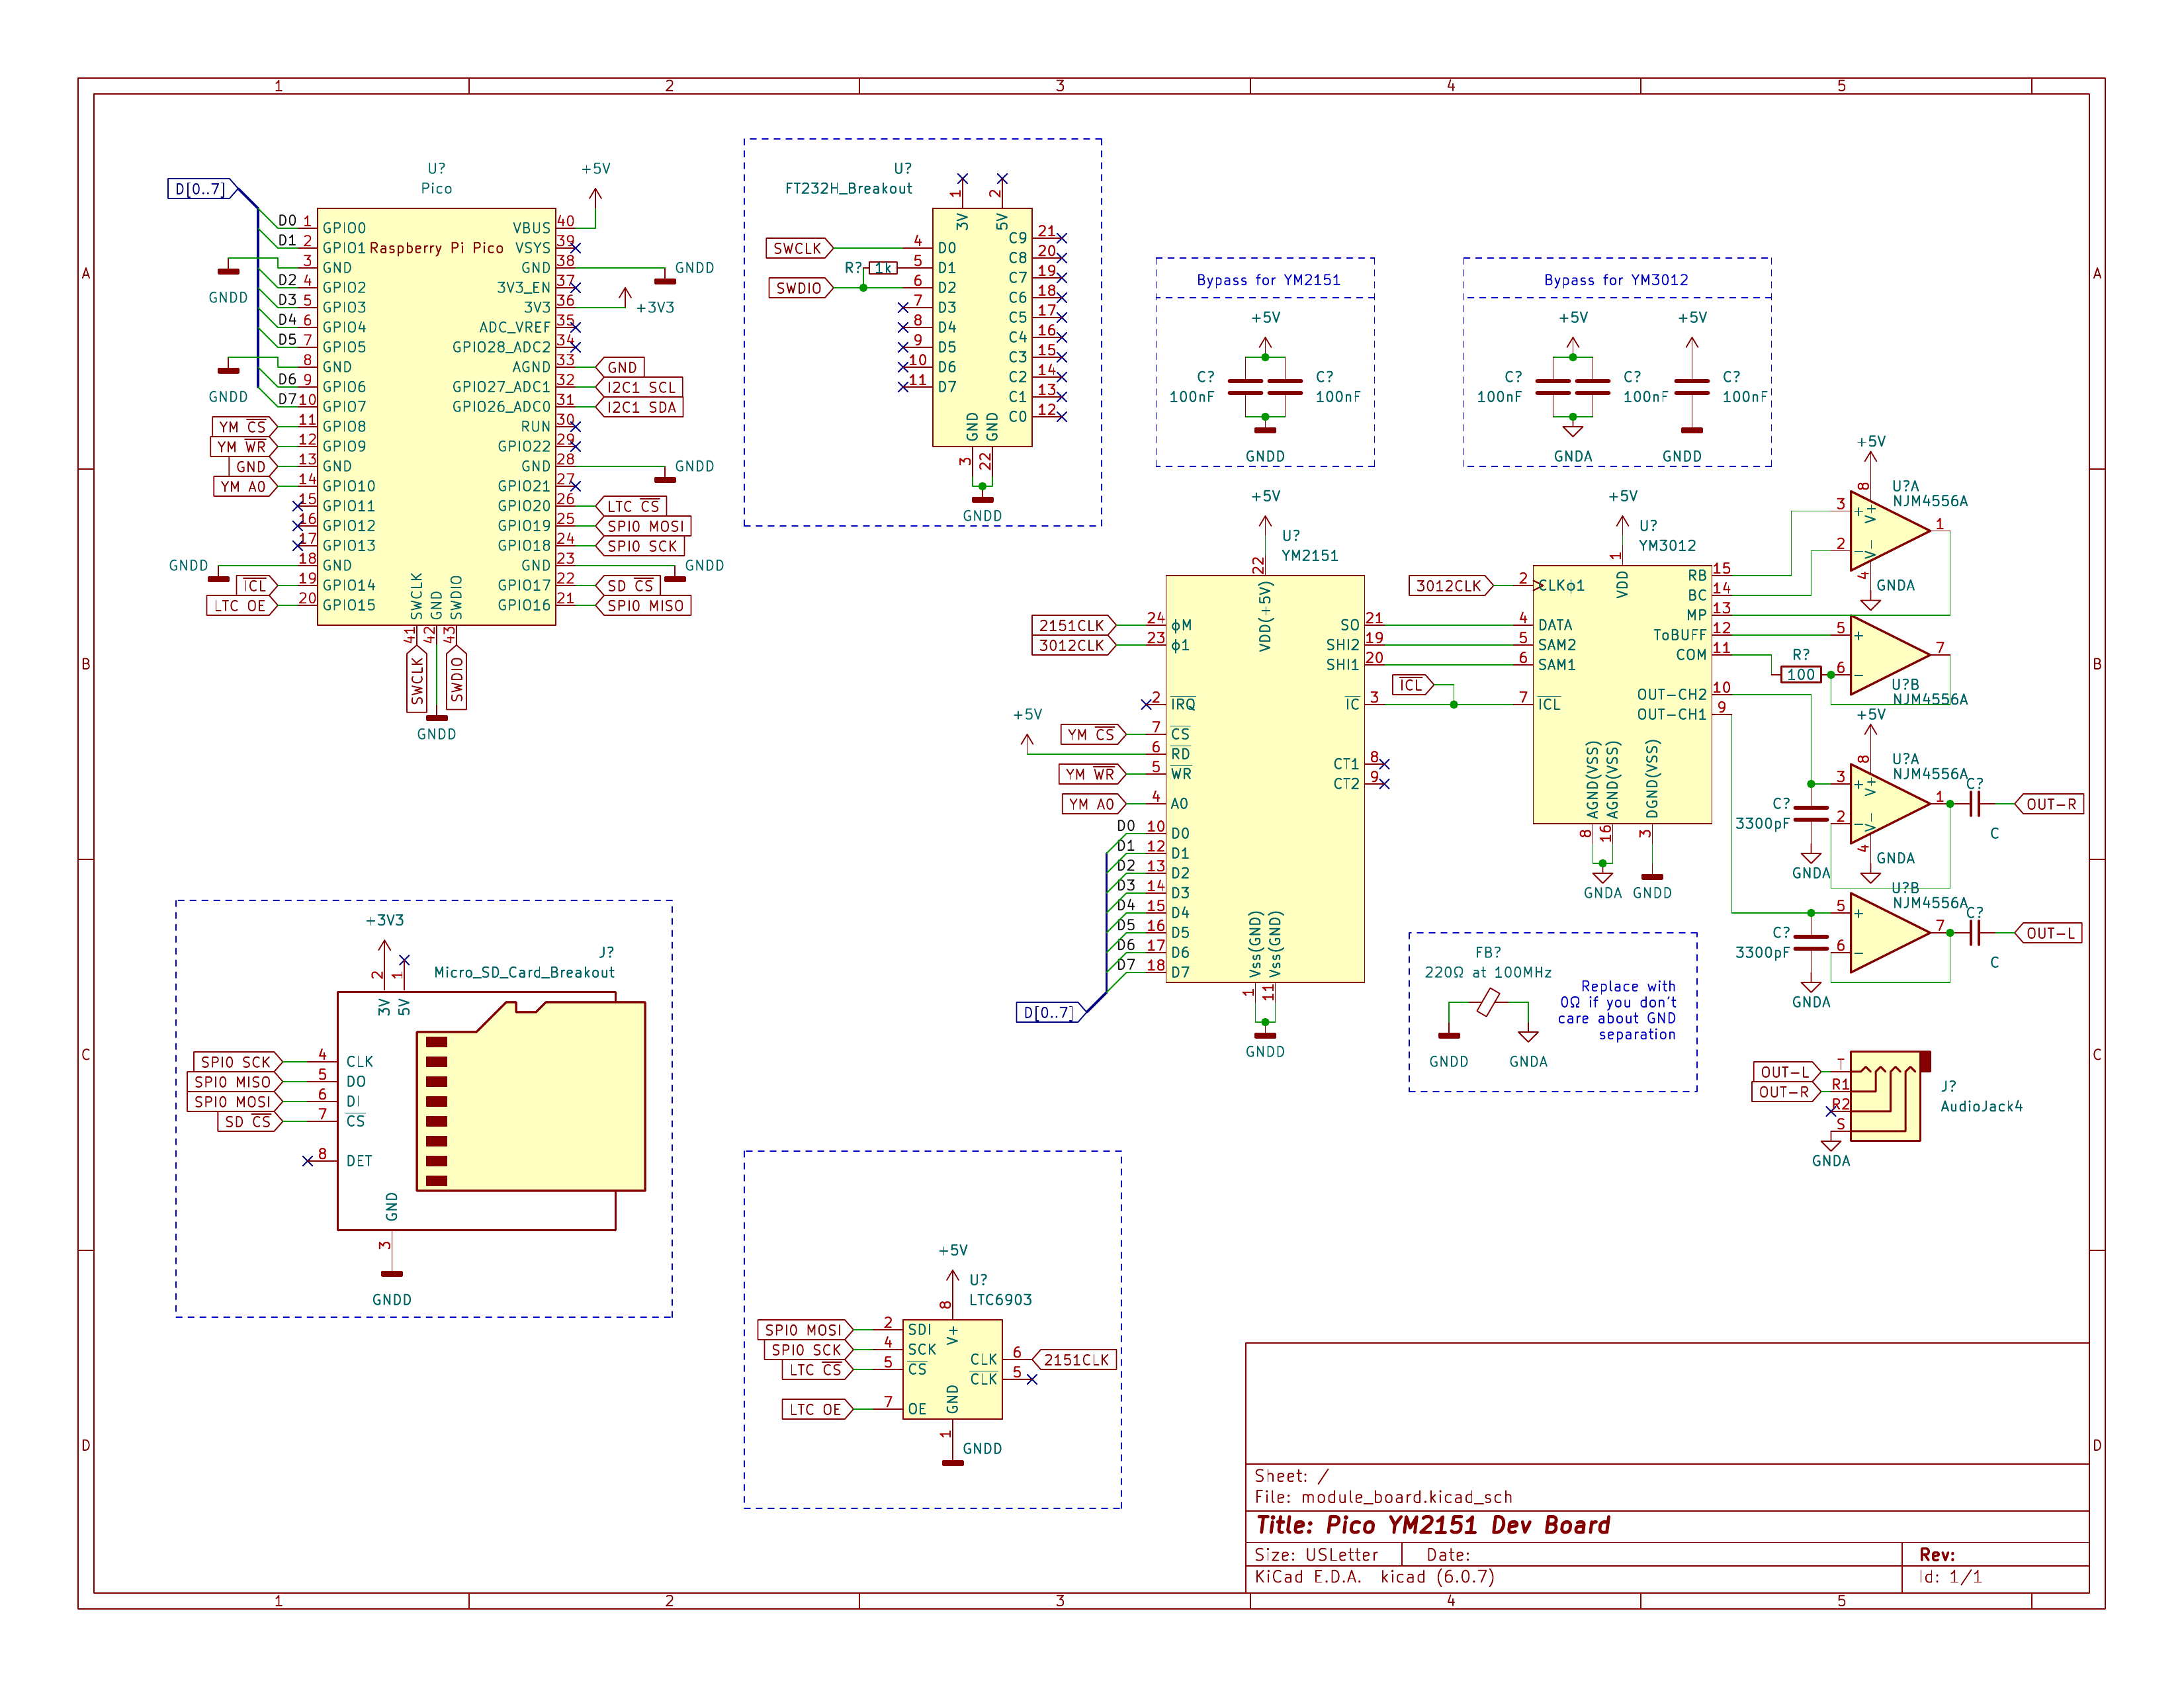 1 2 3 4 5
A B C D
U?
Pico
Raspberry Pi Pico
+5V
D[0..7]
D0 1 GPIO0
D1 2 GPIO1
3 GND
GNDD
D2 4 GPIO2
D3 5 GPIO3
D4 6 GPIO4
D5 7 GPIO5
8 GND
GNDD
D6 9 GPIO6
D7 10 GPIO7
YM CS 11 GPIO8
YM WR 12 GPIO9
GND 13 GND
YM A0 14 GPIO10
15 GPIO11
16 GPIO12
17 GPIO13
GNDD 18 GND
ICL 19 GPIO14
LTC OE 20 GPIO15
VBUS 40
VSYS 39
GND 38 GNDD
3V3_EN 37
3V3 36 +3V3
ADC_VREF 35
GPIO28_ADC2 34
AGND 33 GND
GPIO27_ADC1 32 I2C1 SCL
GPIO26_ADC0 31 I2C1 SDA
RUN 30
GPIO22 29
GND 28 GNDD
GPIO21 27
GPIO20 26 LTC CS
GPIO19 25 SPI0 MOSI
GPIO18 24 SPI0 SCK
GND 23 GNDD
GPIO17 22 SD CS
GPIO16 21 SPI0 MISO
SWCLK GND SWDIO
41 42 43
SWCLK SWDIO
GNDD
U?
FT232H_Breakout
1 2
3V 5V
SWCLK 4 D0
R? 1k 5 D1
SWDIO 6 D2
7 D3
8 D4
9 D5
10 D6
11 D7
C9 21
C8 20
C7 19
C6 18
C5 17
C4 16
C3 15
C2 14
C1 13
C0 12
GND GND
3 22
GNDD
Bypass for YM2151
+5V
C? C?
100nF 100nF
GNDD
Bypass for YM3012
+5V +5V
C? C? C?
100nF 100nF 100nF
GNDA GNDD
+5V
U?
YM2151
22
VDD(+5V)
2151CLK 24 ϕM
3012CLK 23 ϕ1
2 IRQ
+5V
YM CS 7 CS
6 RD
YM WR 5 WR
YM A0 4 A0
D0 10 D0
D1 12 D1
D2 13 D2
D3 14 D3
D4 15 D4
D5 16 D5
D6 17 D6
D7 18 D7
D[0..7]
SO 21
SHI2 19
SHI1 20
IC 3
CT1 8
CT2 9
Vss(GND) Vss(GND)
1 11
GNDD
ICL
+5V
U?
YM3012
1
VDD
3012CLK 2 CLKϕ1
4 DATA
5 SAM2
6 SAM1
7 ICL
RB 15
BC 14
MP 13
ToBUFF 12
COM 11
OUT-CH2 10
OUT-CH1 9
AGND(VSS) AGND(VSS) DGND(VSS)
8 16 3
GNDA GNDD
+5V
8
U?A
NJM4556A
3 + V+ 1
2 − V−
4
GNDA
5 + 7
R?
100
6 −
U?B
NJM4556A
+5V
8
U?A
NJM4556A
C?
3 + V+ 1
OUT-R
C?
3300pF
2 − V−
C
4
GNDA
GNDA
U?B
NJM4556A
C?
5 + 7
OUT-L
C?
3300pF
6 −
C
GNDA
FB?
220Ω at 100MHz
Replace with
0Ω if you don't
care about GND
separation
GNDD GNDA
OUT-L T
OUT-R R1
R2
S
J?
AudioJack4
GNDA
+3V3
J?
Micro_SD_Card_Breakout
2 1
3V 5V
SPI0 SCK 4 CLK
SPI0 MISO 5 DO
SPI0 MOSI 6 DI
SD CS 7 CS
8 DET
GND
3
GNDD
+5V
U?
LTC6903
8
V+
SPI0 MOSI 2 SDI
SPI0 SCK 4 SCK
LTC CS 5 CS
LTC OE 7 OE
CLK 6 2151CLK
CLK 5
GND
1
GNDD
Sheet: /
File: module_board.kicad_sch
Title: Pico YM2151 Dev Board
Size: USLetter Date: Rev:
KiCad E.D.A. kicad (6.0.7) Id: 1/1
A B C D
1 2 3 4 5